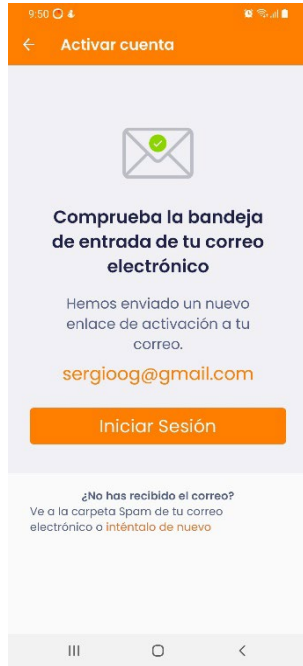 9:50
Activar cuenta
Comprueba la bandeja
de entrada de tu correo
electrónico
Hemos enviado un nuevo
enlace de activación a tu
correo.
sergioog@gmail.com
Iniciar Sesión
¿No has recibido el correo?
Ve a la carpeta Spam de tu correo
electrónico o inténtalo de nuevo